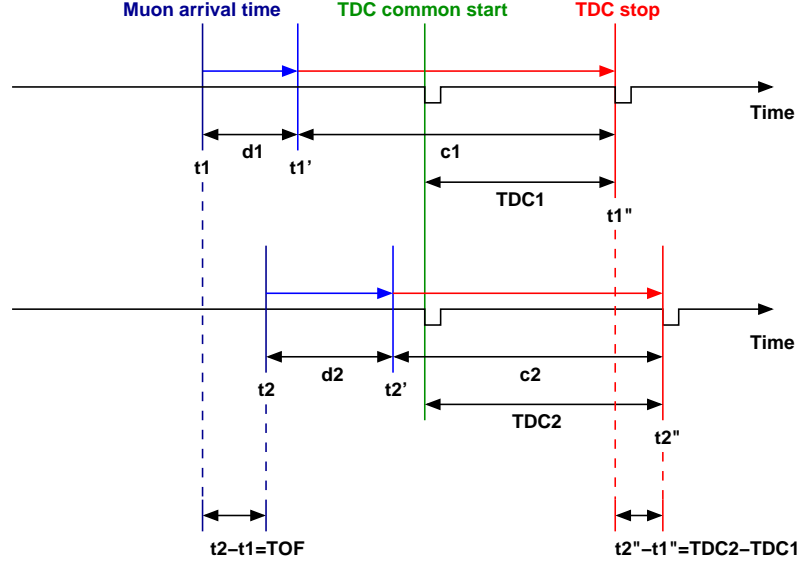 Muon arrival time TDC common start TDC stop
Time
d1 c1
t1 t1'
TDC1
t1"
Time
d2 c2
t2 t2'
TDC2
t2"
t2−t1=TOF t2"−t1"=TDC2−TDC1